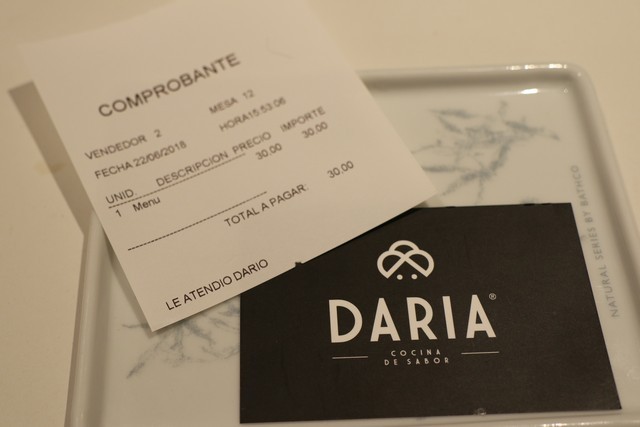 COMPROBANTE
VENDEDOR 2 MESA 12
FECHA 22/06/2018 HORA15:53:06
UNID. DESCRIPCION PRECIO IMPORTE
1 Menu 30.00 30.00
TOTAL A PAGAR: 30.00
LE ATENDIO DARIO
DARIA®
COCINA
DE SABOR
NATURAL SERIES BY BATHCO